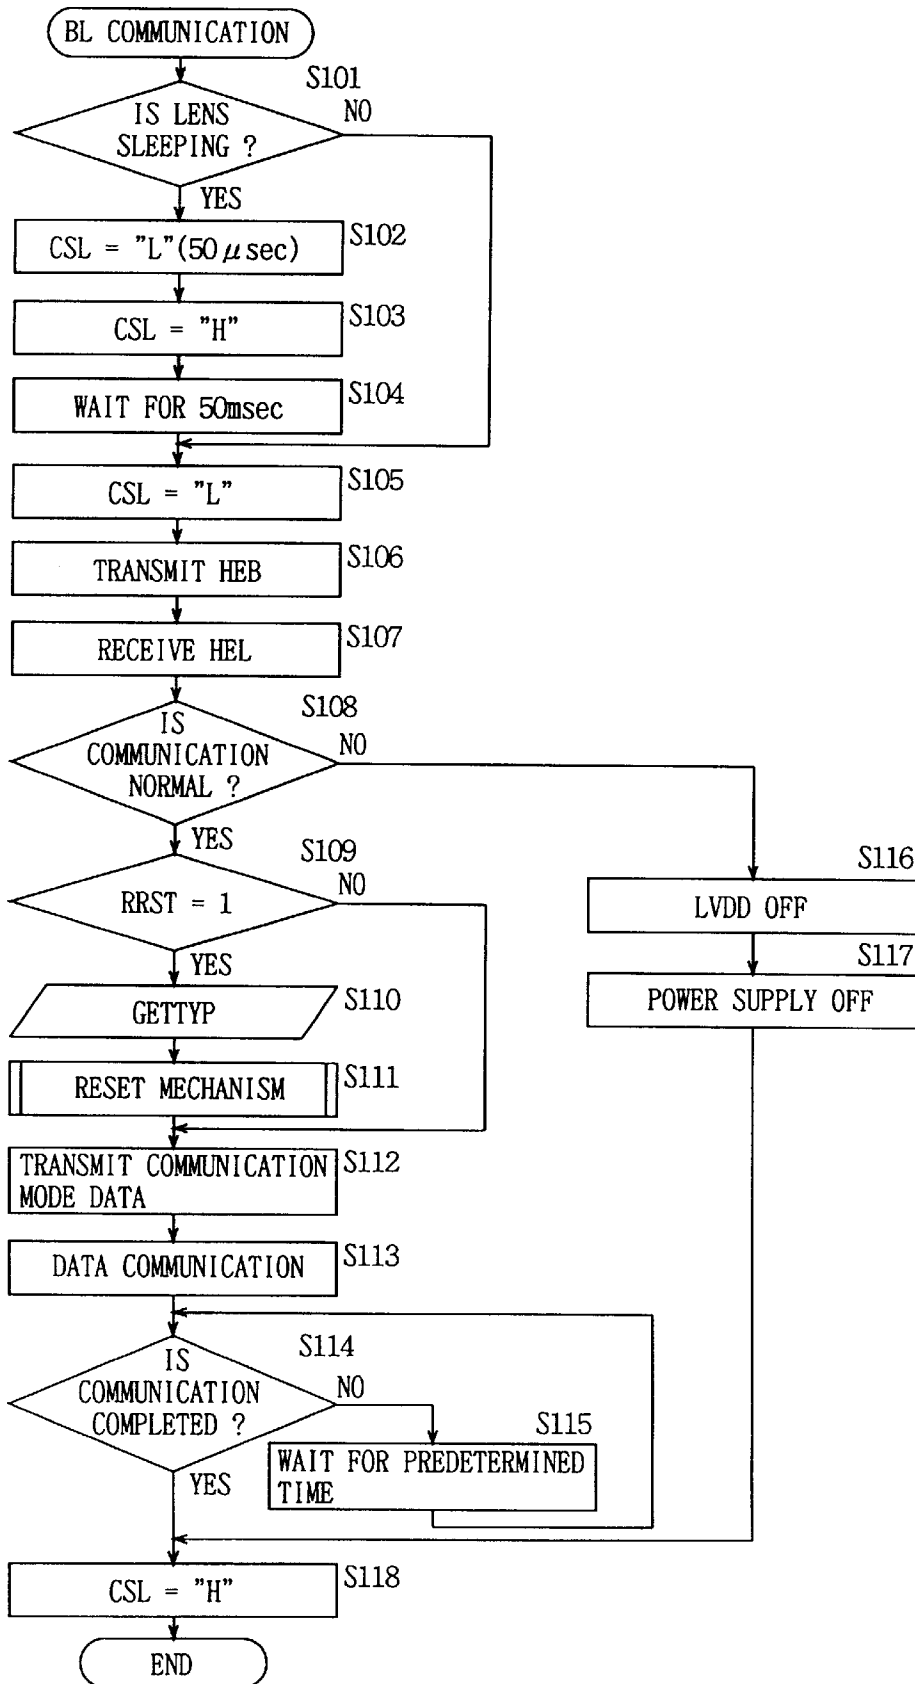 BL COMMUNICATION
S101
IS LENS
SLEEPING ?
NO
YES
S102
CSL = "L"(50 μsec)
S103
CSL = "H"
S104
WAIT FOR 50msec
S105
CSL = "L"
S106
TRANSMIT HEB
S107
RECEIVE HEL
S108
IS
COMMUNICATION
NORMAL ?
NO
YES
S109
RRST = 1
NO
YES
S110
GETTYP
S111
RESET MECHANISM
S112
TRANSMIT COMMUNICATION
MODE DATA
S113
DATA COMMUNICATION
S114
IS
COMMUNICATION
COMPLETED ?
NO
YES
S115
WAIT FOR PREDETERMINED
TIME
S116
LVDD OFF
S117
POWER SUPPLY OFF
S118
CSL = "H"
END